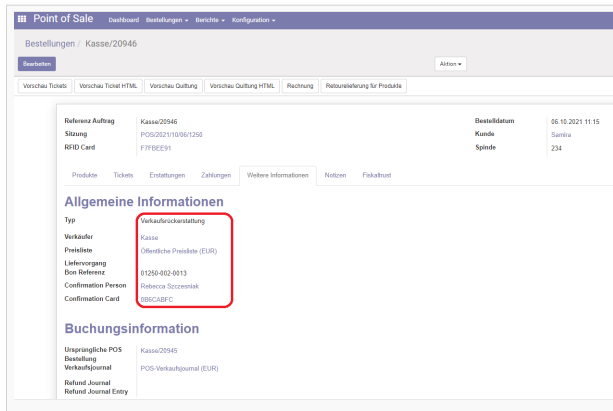 Point of Sale Dashboard Bestellungen Berichte Konfiguration
Bestellungen / Kasse/20946
Bearbeiten Aktion
Vorschau Tickets Vorschau Ticket HTML Vorschau Quittung Vorschau Quittung HTML Rechnung Retourelieferung für Produkte
Referenz Auftrag Kasse/20946 Bestelldatum 06.10.2021 11:15
Sitzung POS/2021/10/06/1250 Kunde Samira
RFID Card F7FBEE91 Spinde 234
Produkte Tickets Erstattungen Zahlungen Weitere Informationen Notizen Fiskaltrust
Allgemeine Informationen
Typ Verkaufsrückerstattung
Verkäufer Kasse
Preisliste Öffentliche Preisliste (EUR)
Liefervorgang
Bon Referenz 01250-002-0013
Confirmation Person Rebecca Szczesniak
Confirmation Card 0B6CABFC
Buchungsinformation
Ursprüngliche POS Kasse/20945
Bestellung
Verkaufsjournal POS-Verkaufsjournal (EUR)
Refund Journal
Refund Journal Entry